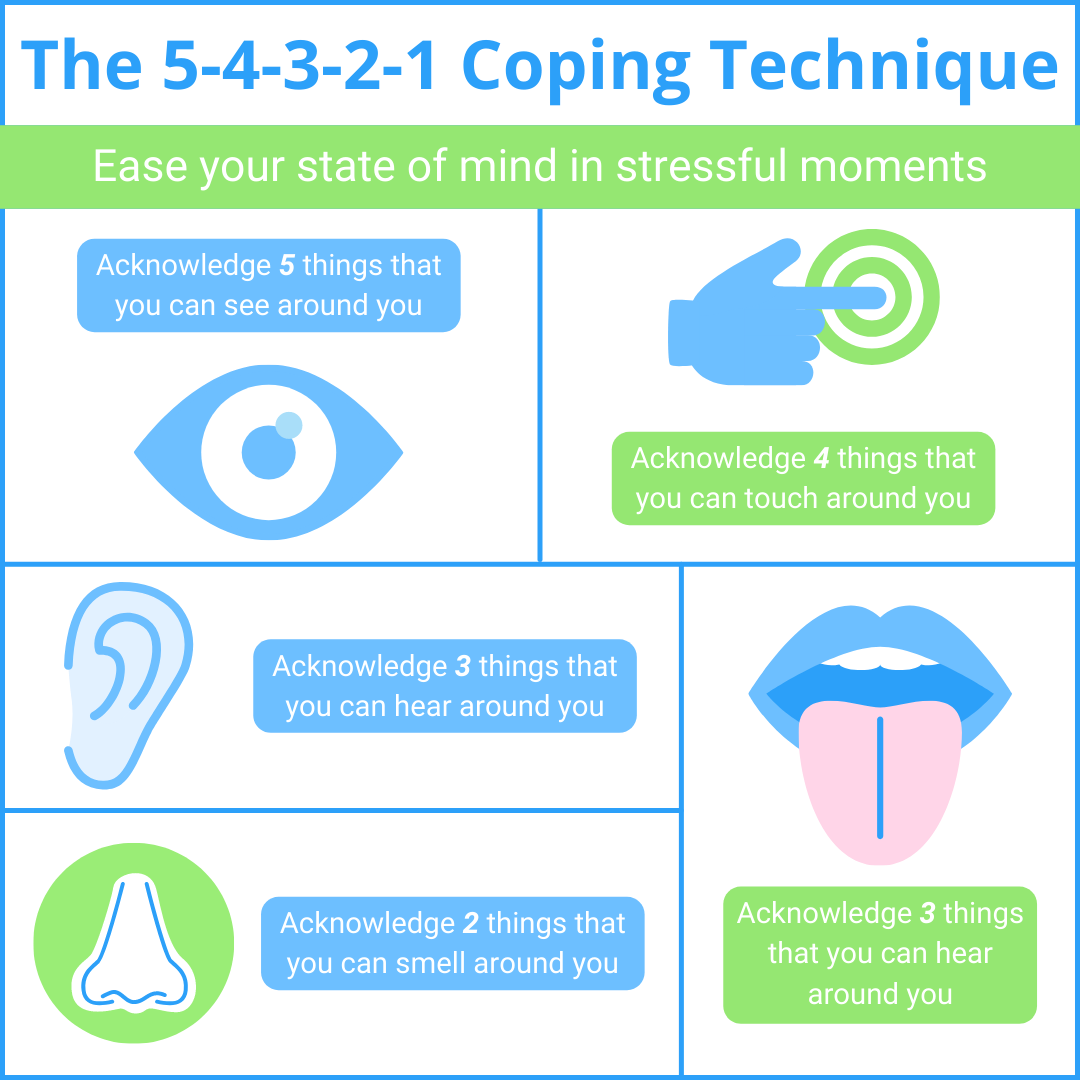 The 5-4-3-2-1 Coping Technique
Ease your state of mind in stressful moments
Acknowledge 5 things that
you can see around you
Acknowledge 4 things that
you can touch around you
Acknowledge 3 things that
you can hear around you
Acknowledge 2 things that
you can smell around you
Acknowledge 3 things
that you can hear
around you